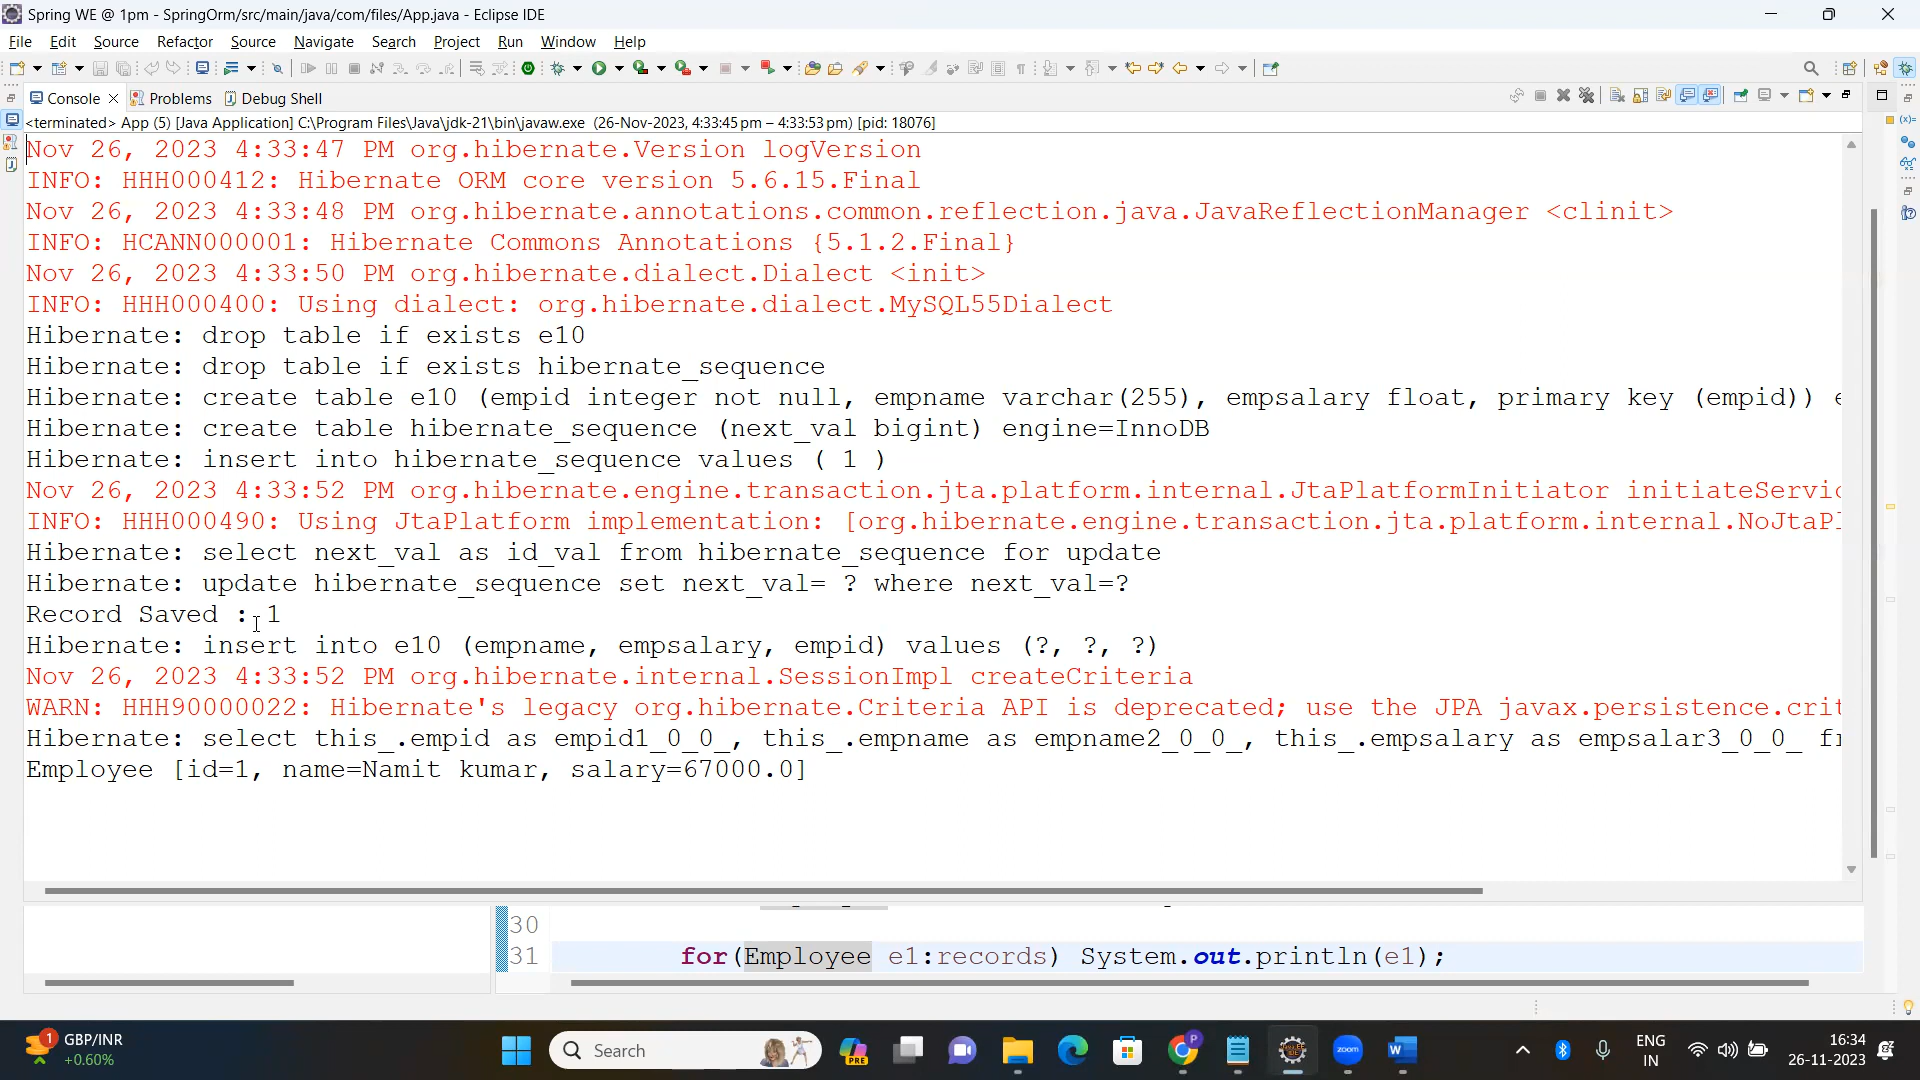 Spring WE @ 1pm - SpringOrm/src/main/java/com/files/App.java - Eclipse IDE
File Edit Source Refactor Source Navigate Search Project Run Window Help
Console Problems Debug Shell
<terminated> App (5) [Java Application] C:\Program Files\Java\jdk-21\bin\javaw.exe (26-Nov-2023, 4:33:45 pm – 4:33:53 pm) [pid: 18076]
Nov 26, 2023 4:33:47 PM org.hibernate.Version logVersion
INFO: HHH000412: Hibernate ORM core version 5.6.15.Final
Nov 26, 2023 4:33:48 PM org.hibernate.annotations.common.reflection.java.JavaReflectionManager <clinit>
INFO: HCANN000001: Hibernate Commons Annotations {5.1.2.Final}
Nov 26, 2023 4:33:50 PM org.hibernate.dialect.Dialect <init>
INFO: HHH000400: Using dialect: org.hibernate.dialect.MySQL55Dialect
Hibernate: drop table if exists e10
Hibernate: drop table if exists hibernate_sequence
Hibernate: create table e10 (empid integer not null, empname varchar(255), empsalary float, primary key (empid)) e
Hibernate: create table hibernate_sequence (next_val bigint) engine=InnoDB
Hibernate: insert into hibernate_sequence values ( 1 )
Nov 26, 2023 4:33:52 PM org.hibernate.engine.transaction.jta.platform.internal.JtaPlatformInitiator initiateServic
INFO: HHH000490: Using JtaPlatform implementation: [org.hibernate.engine.transaction.jta.platform.internal.NoJtaPl
Hibernate: select next_val as id_val from hibernate_sequence for update
Hibernate: update hibernate_sequence set next_val= ? where next_val=?
Record Saved : 1
Hibernate: insert into e10 (empname, empsalary, empid) values (?, ?, ?)
Nov 26, 2023 4:33:52 PM org.hibernate.internal.SessionImpl createCriteria
WARN: HHH90000022: Hibernate's legacy org.hibernate.Criteria API is deprecated; use the JPA javax.persistence.crit
Hibernate: select this_.empid as empid1_0_0_, this_.empname as empname2_0_0_, this_.empsalary as empsalar3_0_0_ fr
Employee [id=1, name=Namit kumar, salary=67000.0]
30
31 for(Employee e1:records) System.out.println(e1);
1 GBP/INR
+0.60%
Search
PRE
P
zoom
ENG
IN
16:34
26-11-2023